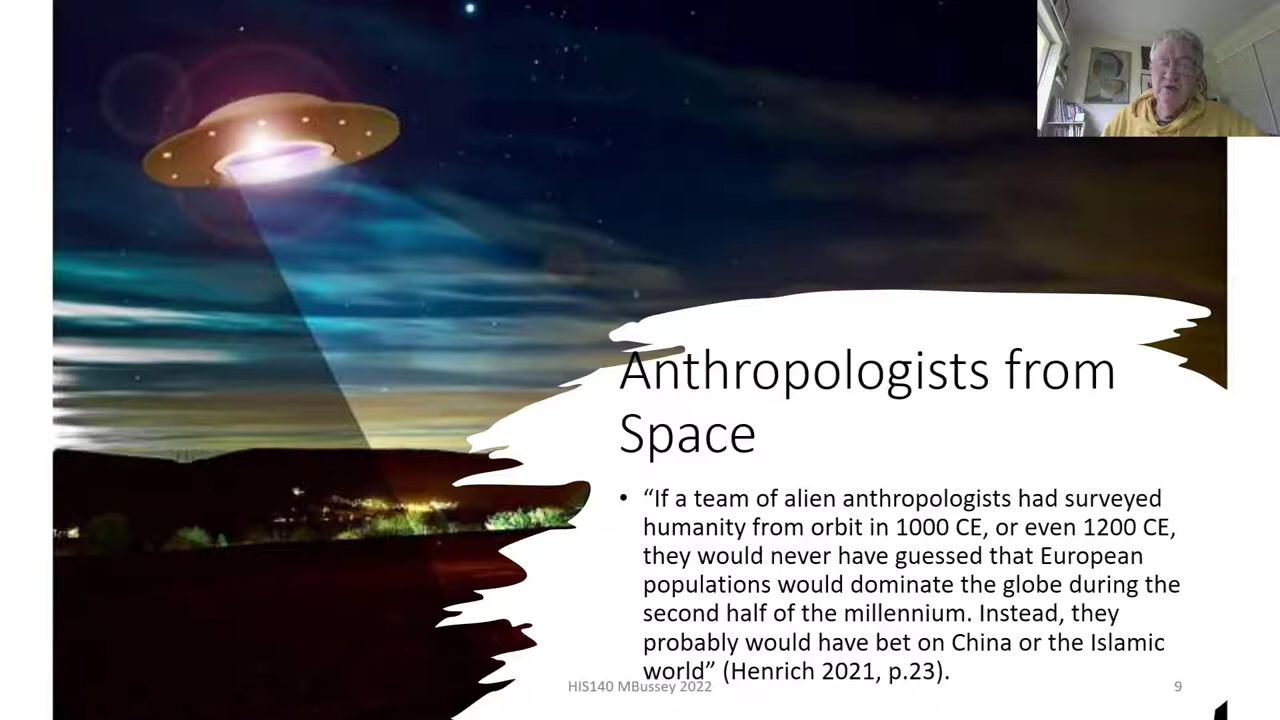 Anthropologists from
Space
• “If a team of alien anthropologists had surveyed
humanity from orbit in 1000 CE, or even 1200 CE,
they would never have guessed that European
populations would dominate the globe during the
second half of the millennium. Instead, they
probably would have bet on China or the Islamic
world” (Henrich 2021, p.23).
HIS140 MBussey 2022
9